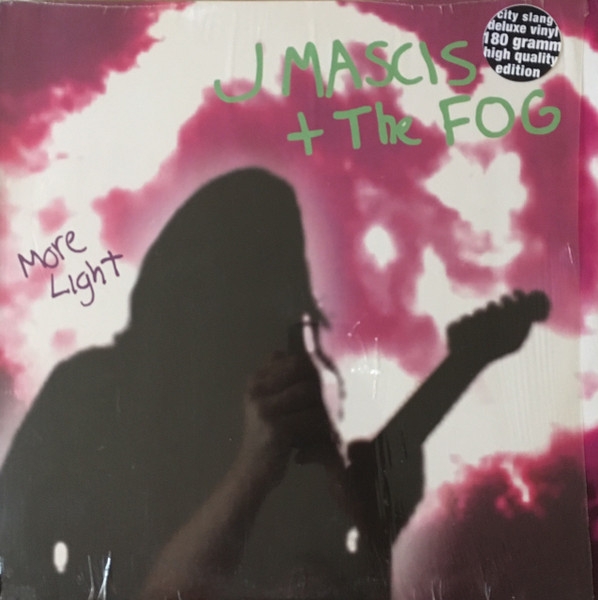 J MASCIS
+ The FOG
city slang
deluxe vinyl
180 gramm
high quality
edition
More
Light